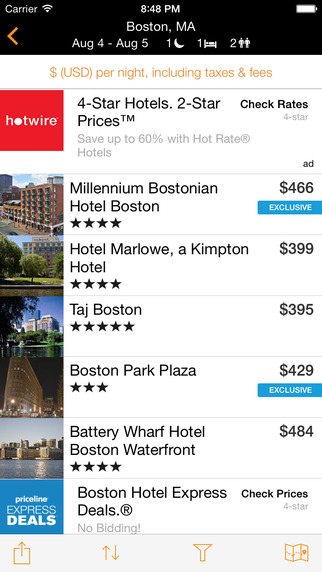 Carrier 8:48 PM
Boston, MA
Aug 4 - Aug 5 1 1 2
$ (USD) per night, including taxes & fees
hotwire®
4-Star Hotels. 2-Star
Prices™
Save up to 60% with Hot Rate®
Hotels
Check Rates
4-star
ad
Millennium Bostonian
Hotel Boston
$466
EXCLUSIVE
Hotel Marlowe, a Kimpton
Hotel
$399
Taj Boston
$395
Boston Park Plaza
$429
EXCLUSIVE
Battery Wharf Hotel
Boston Waterfront
$484
priceline
EXPRESS
DEALS™
Boston Hotel Express
Deals.®
No Bidding!
Check Prices
4-star